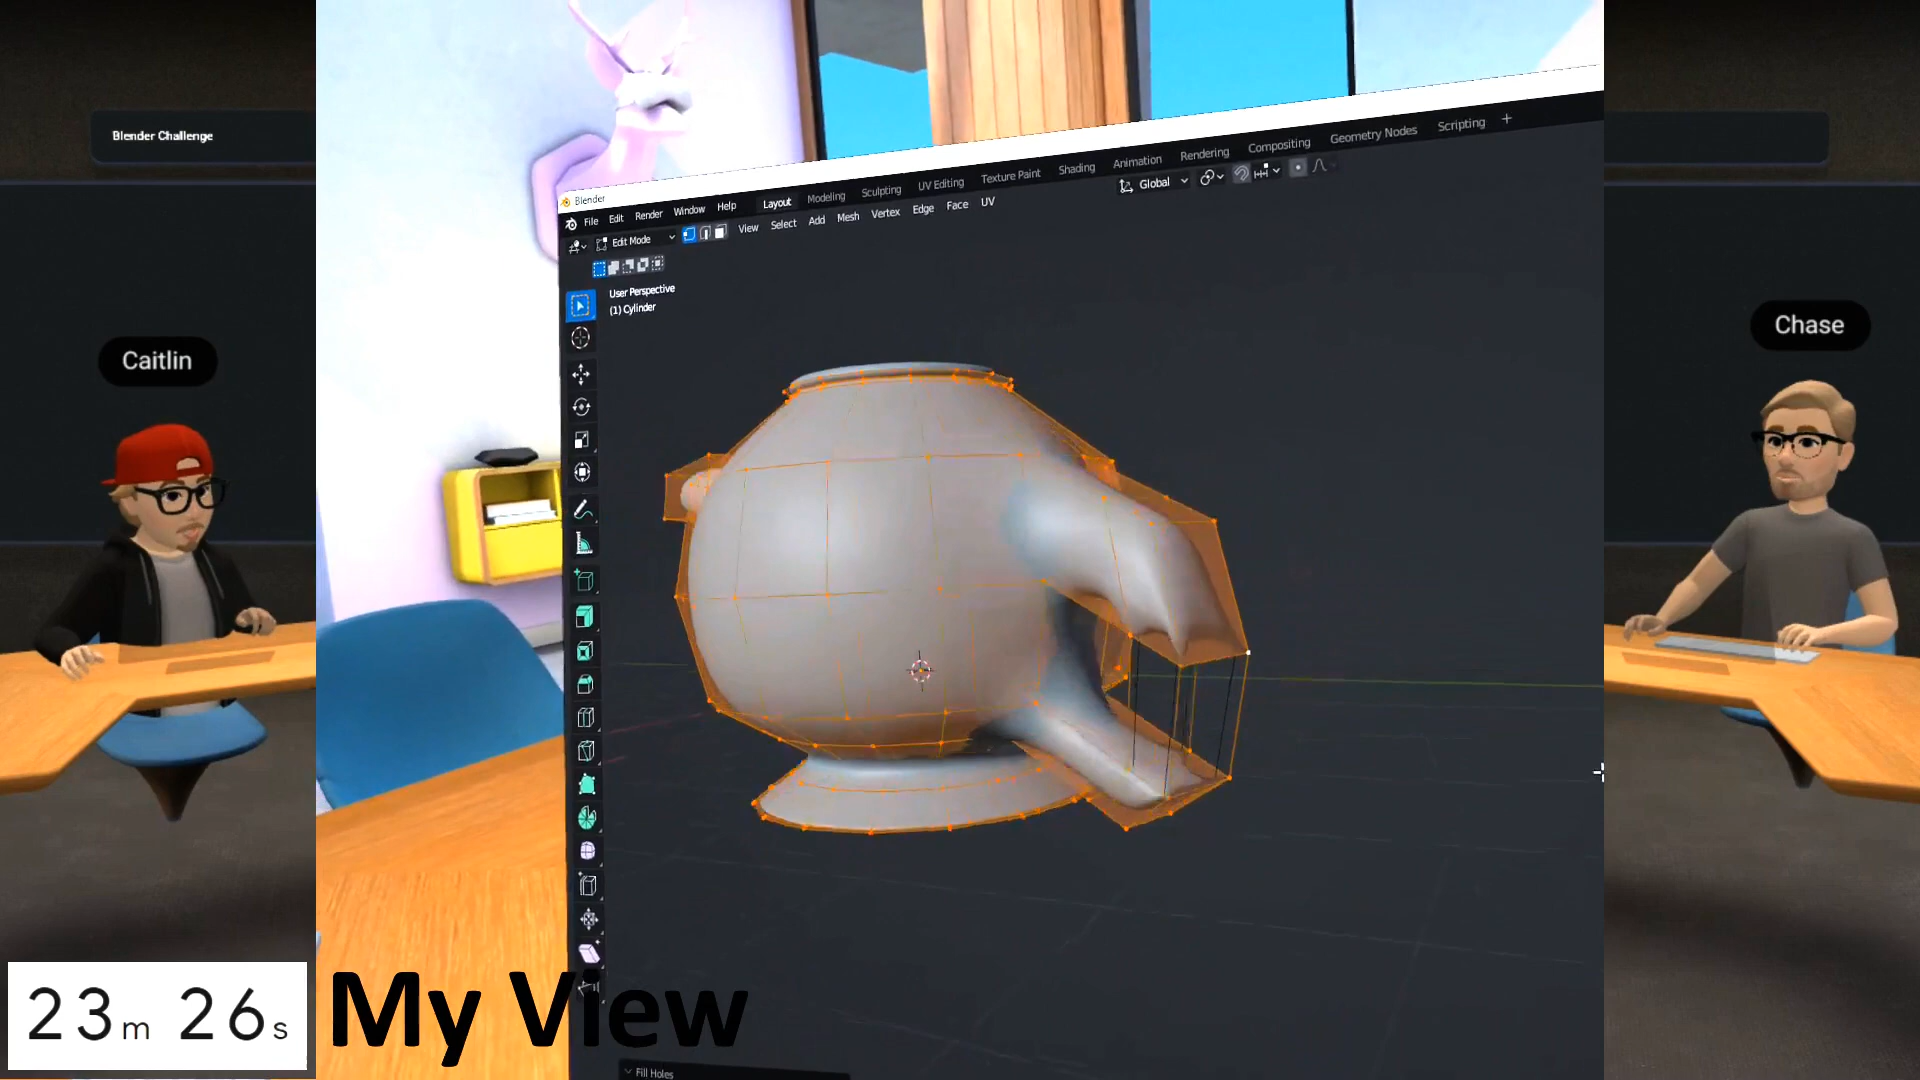 Blender Challenge
Caitlin
Chase
Blender
File Edit Render Window Help Layout Modeling Sculpting UV Editing Texture Paint Shading Animation Rendering Compositing Geometry Nodes Scripting +
Edit Mode View Select Add Mesh Vertex Edge Face UV Global
User Perspective
(1) Cylinder
Fill Holes
23m 26s
My View